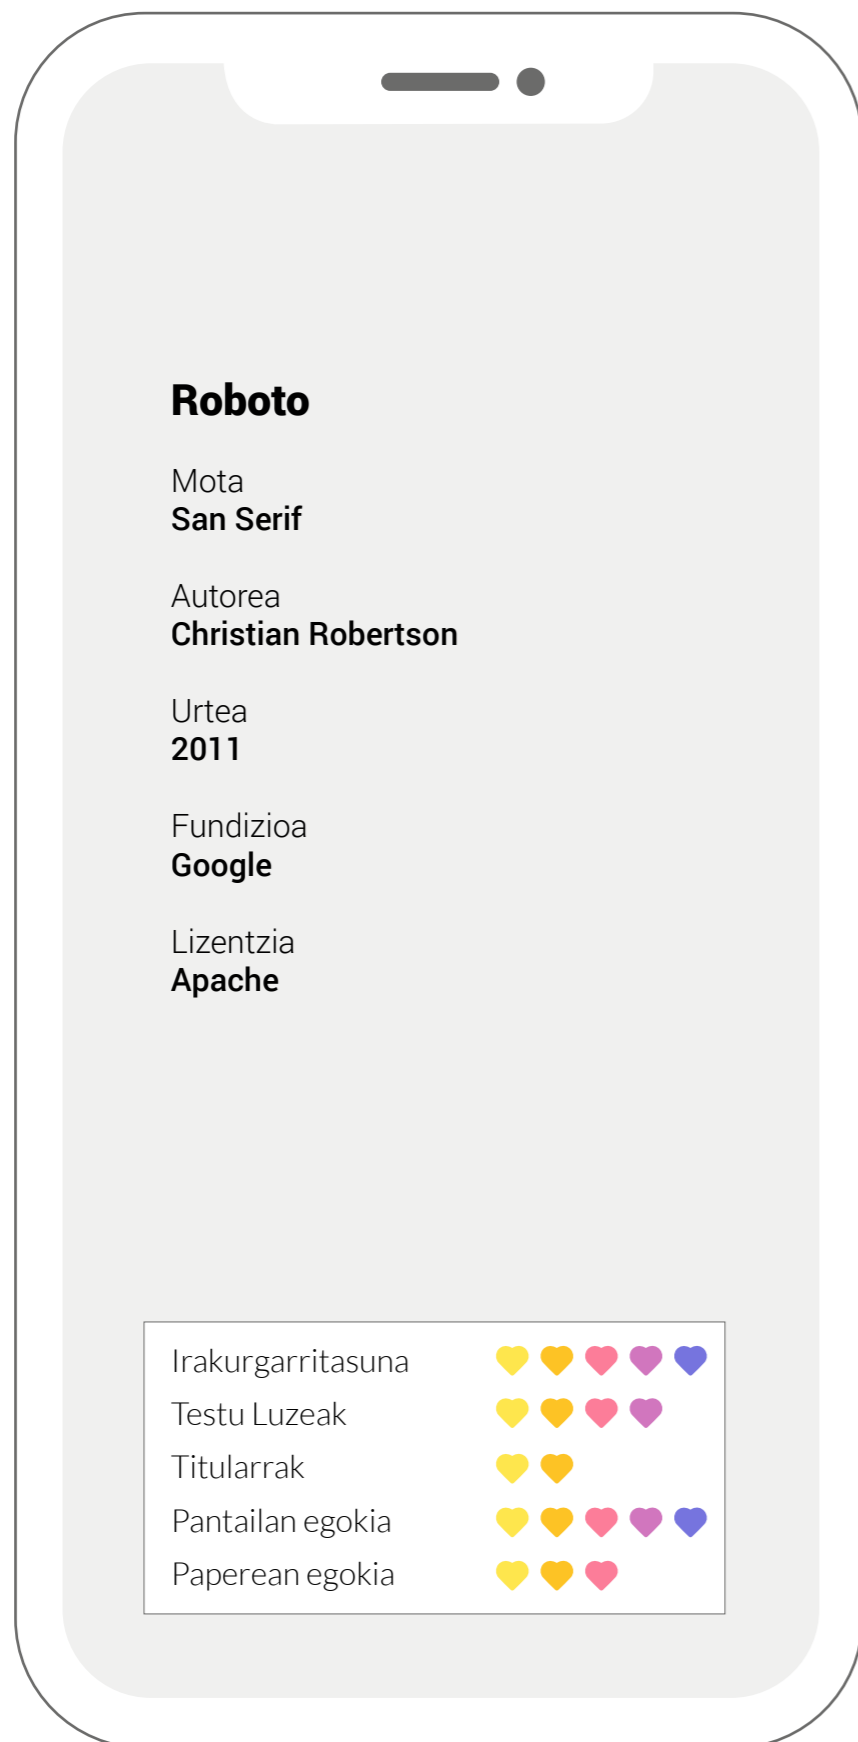 Roboto
Mota
San Serif
Autorea
Christian Robertson
Urtea
2011
Fundizioa
Google
Lizentzia
Apache
Irakurgarritasuna
Testu Luzeak
Titularrak
Pantailan egokia
Paperean egokia